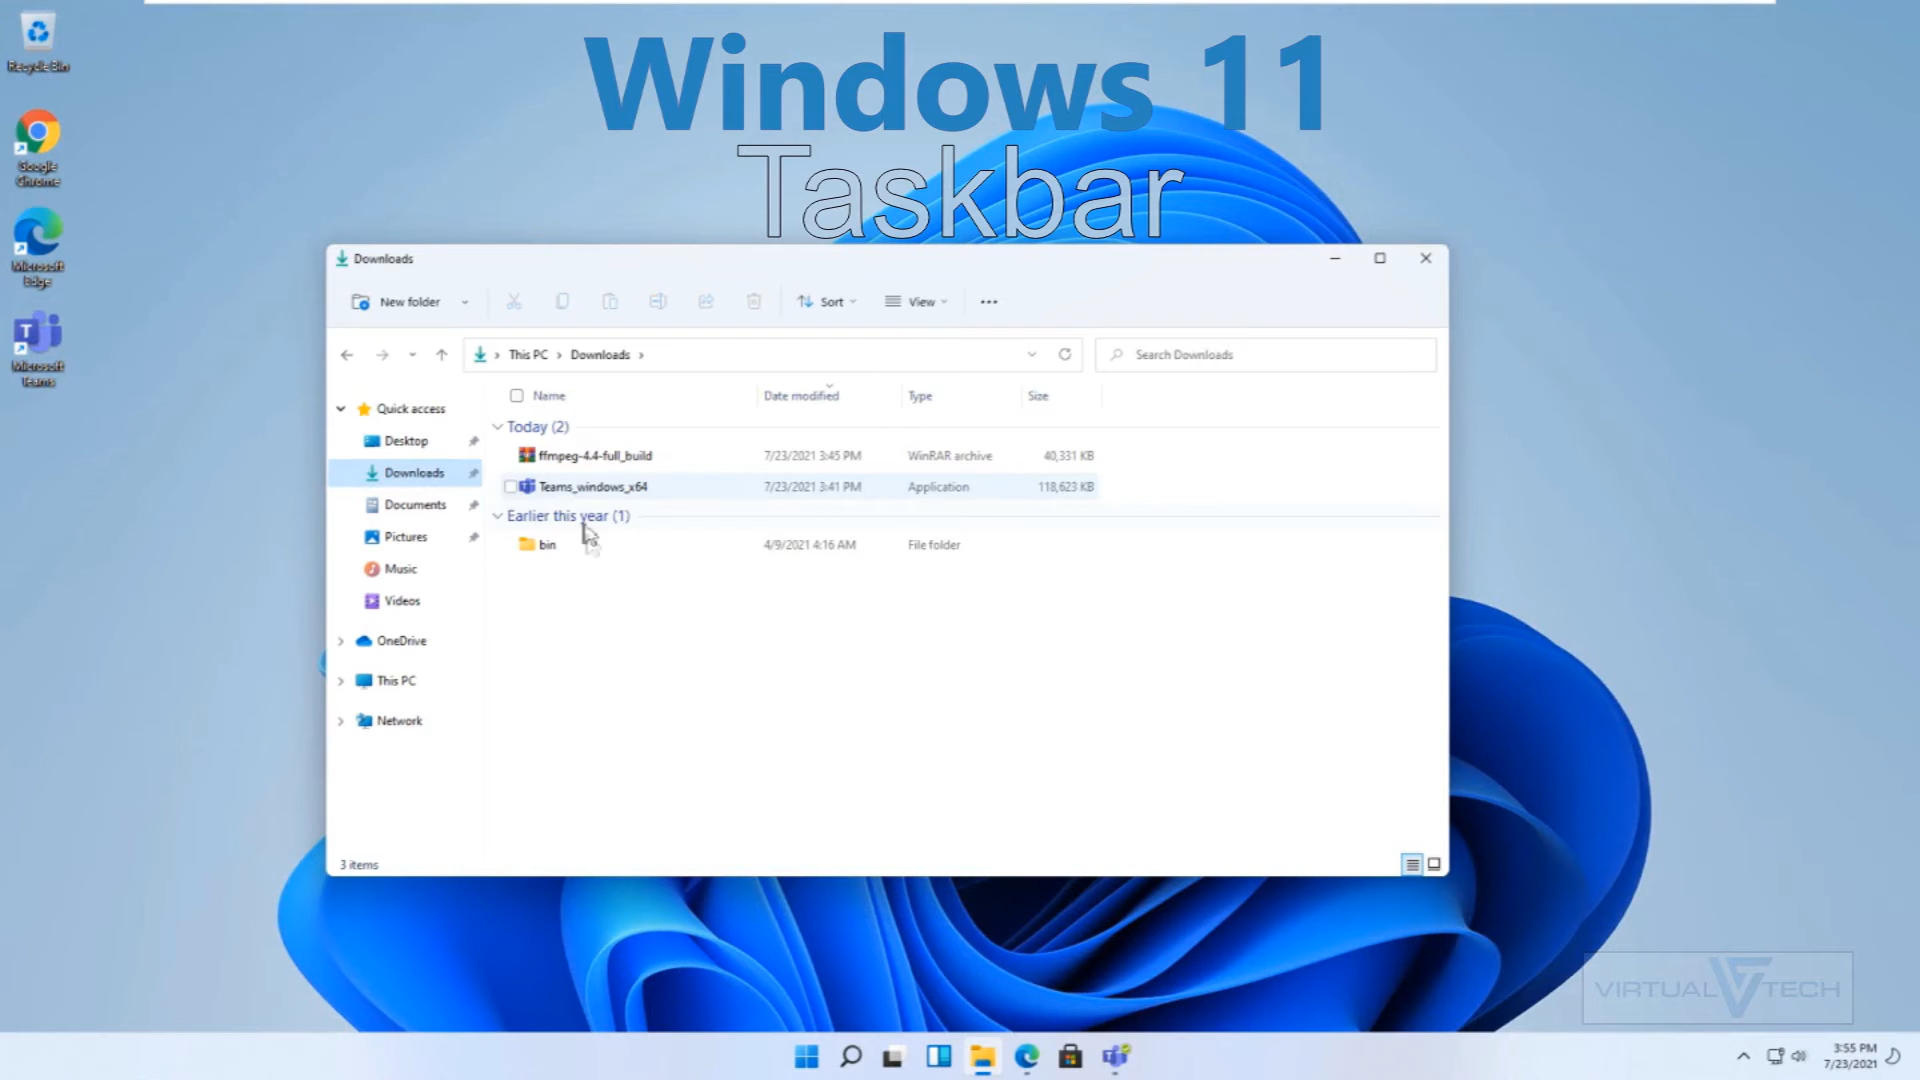 Windows 11
Taskbar
Recycle Bin
Google
Chrome
Microsoft
Edge
T
Microsoft
Teams
Downloads
New folder
Sort
View
This PC
Downloads
Search Downloads
Name
Date modified
Type
Size
Quick access
Desktop
Downloads
Documents
Pictures
Music
Videos
OneDrive
This PC
Network
Today (2)
ffmpeg-4.4-full_build 7/23/2021 3:45 PM WinRAR archive 40,331 KB
Teams_windows_x64 7/23/2021 3:41 PM Application 118,623 KB
Earlier this year (1)
bin 4/9/2021 4:16 AM File folder
3 items
VIRTUAL VT TECH
3:55 PM
7/23/2021